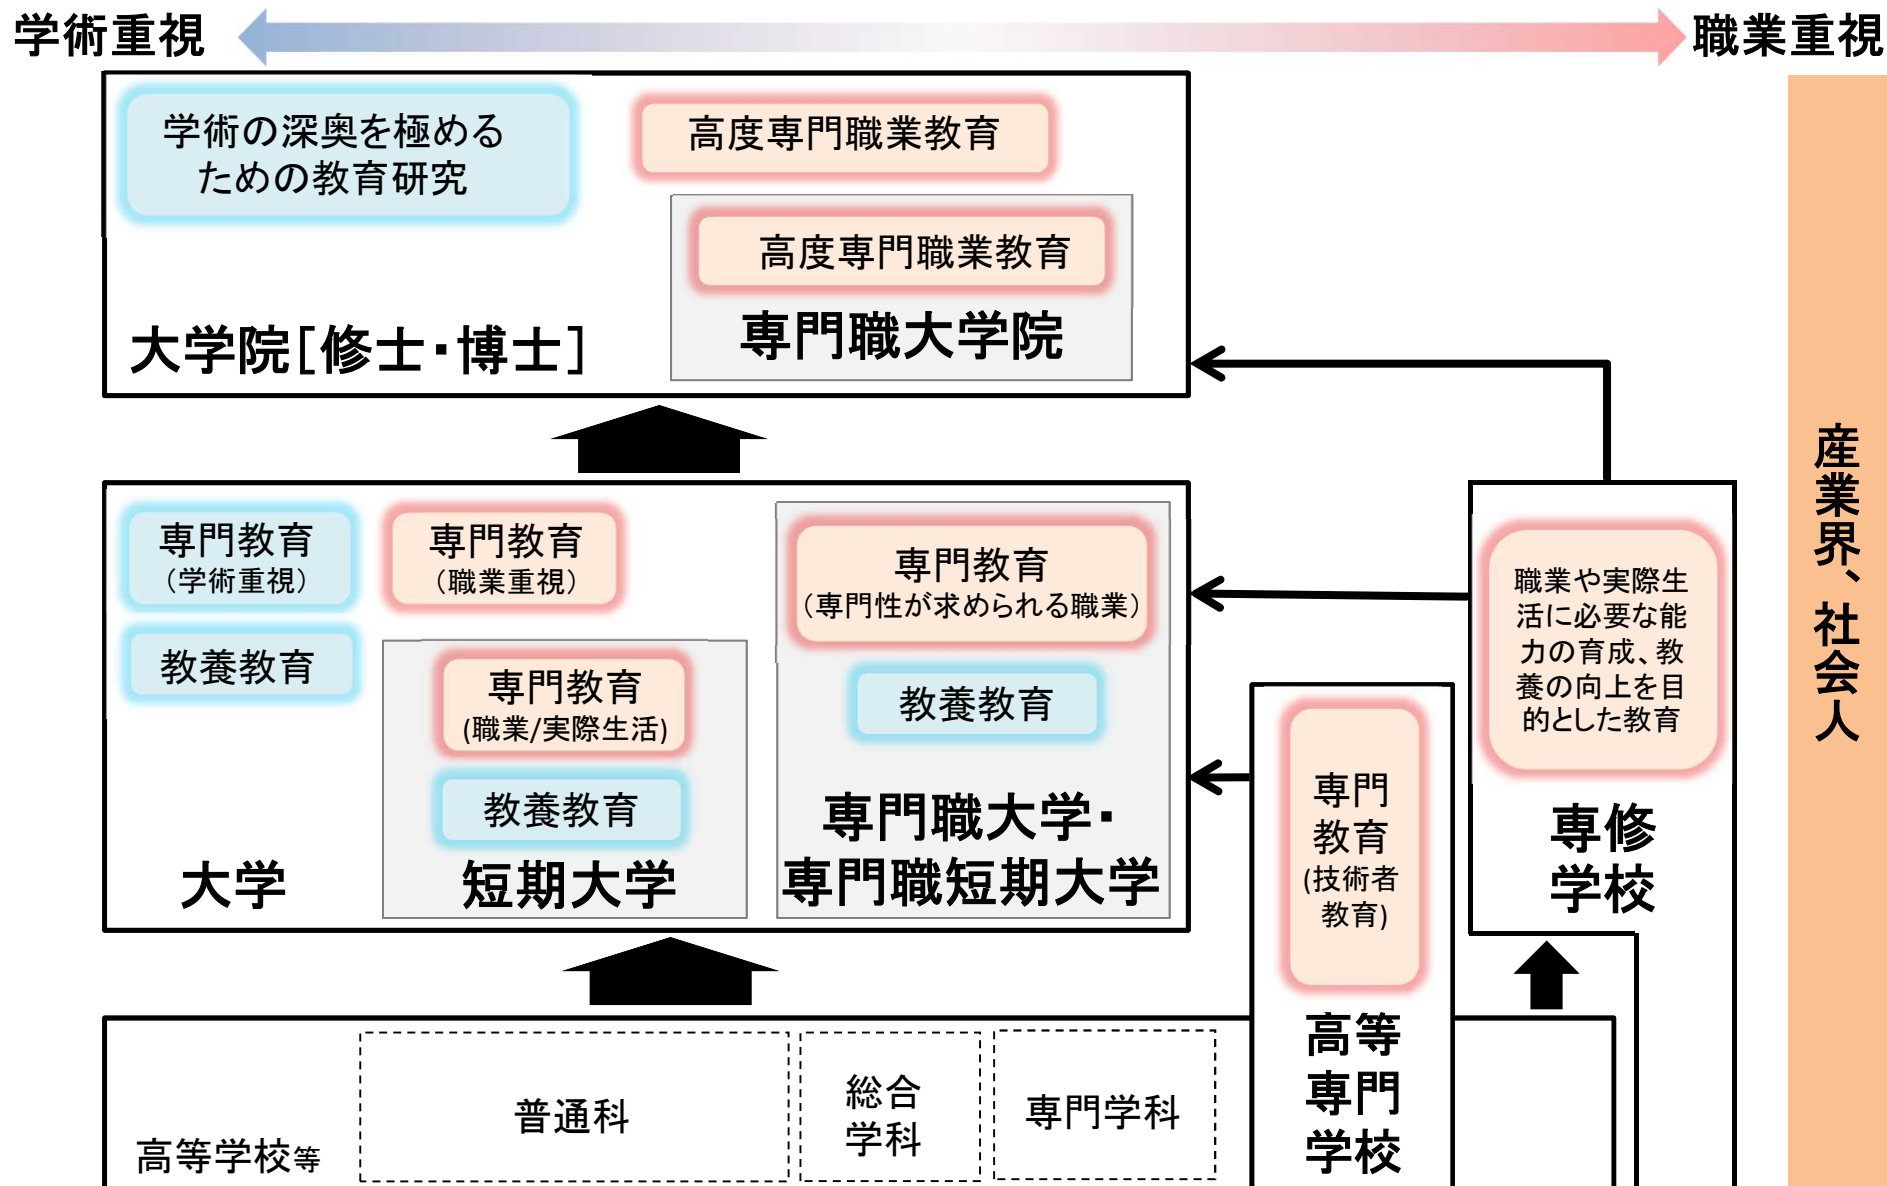 学術重視
職業重視
学術の深奥を極める
ための教育研究
高度専門職業教育
高度専門職業教育
専門職大学院
大学院[修士・博士]
専門教育
（学術重視）
教養教育
専門教育
（職業重視）
専門教育
(職業/実際生活)
教養教育
専門教育
（専門性が求められる職業）
教養教育
大学
短期大学
専門職大学・
専門職短期大学
専門
教育
(技術者
教育)
高等
専門
学校
職業や実際生
活に必要な能
力の育成、教
養の向上を目
的とした教育
専修
学校
産業界、社会人
高等学校等
普通科
総合
学科
専門学科